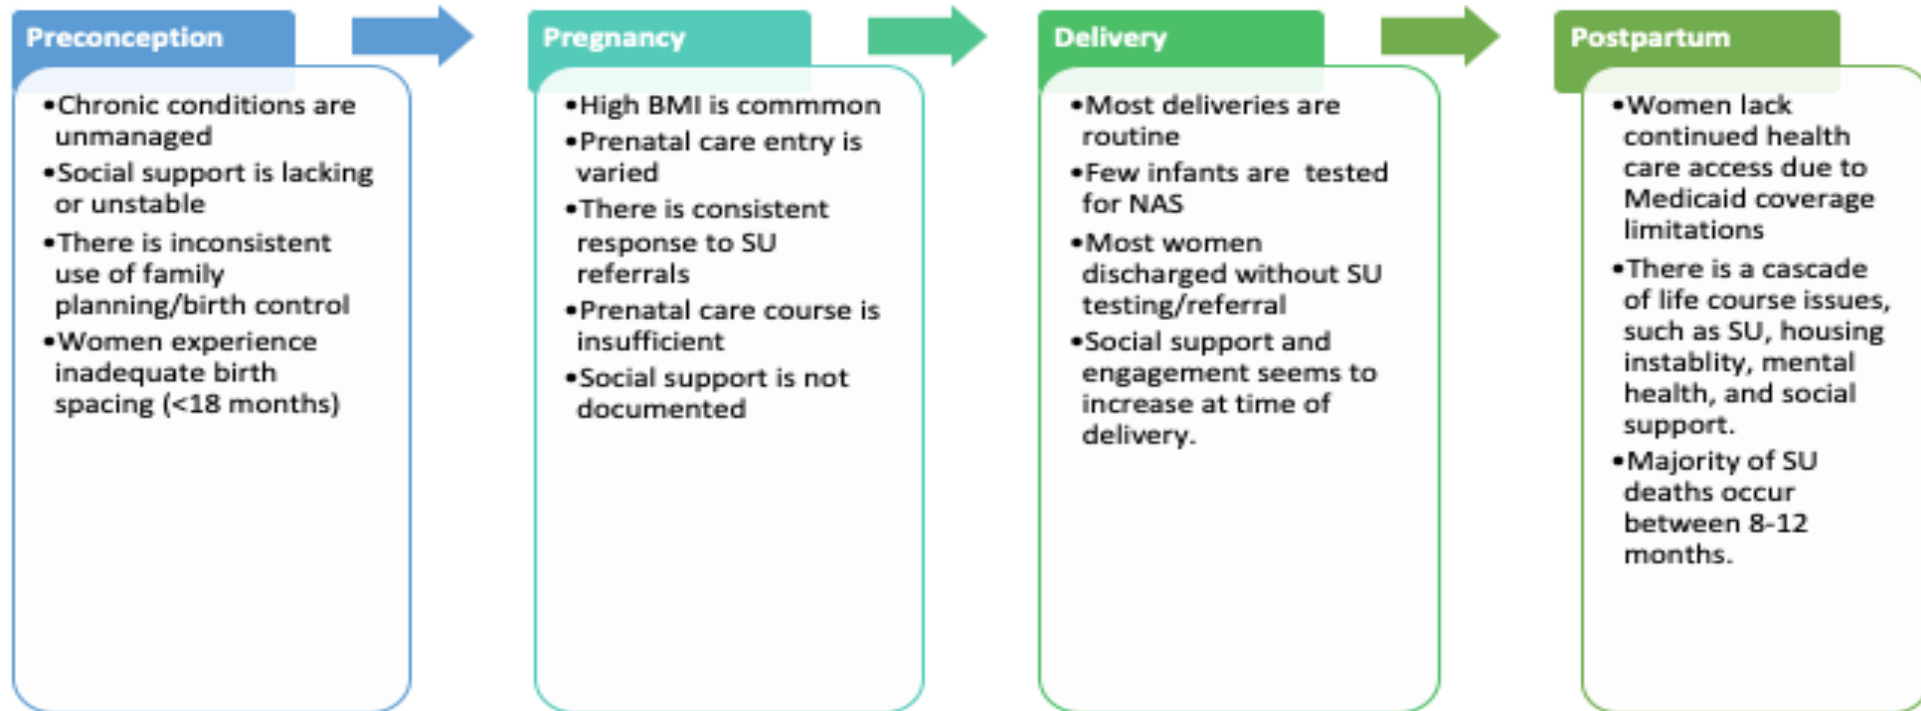 Preconception
•Chronic conditions are
unmanaged
•Social support is lacking
or unstable
•There is inconsistent
use of family
planning/birth control
•Women experience
inadequate birth
spacing (<18 months)
Pregnancy
•High BMI is commmon
•Prenatal care entry is
varied
•There is consistent
response to SU
referrals
•Prenatal care course is
insufficient
•Social support is not
documented
Delivery
•Most deliveries are
routine
•Few infants are  tested
for NAS
•Most women
discharged without SU
testing/referral
•Social support and
engagement seems to
increase at time of
delivery.
Postpartum
•Women lack
continued health
care access due to
Medicaid coverage
limitations
•There is a cascade
of life course issues,
such as SU, housing
instablity, mental
health, and social
support.
•Majority of SU
deaths occur
between 8-12
months.